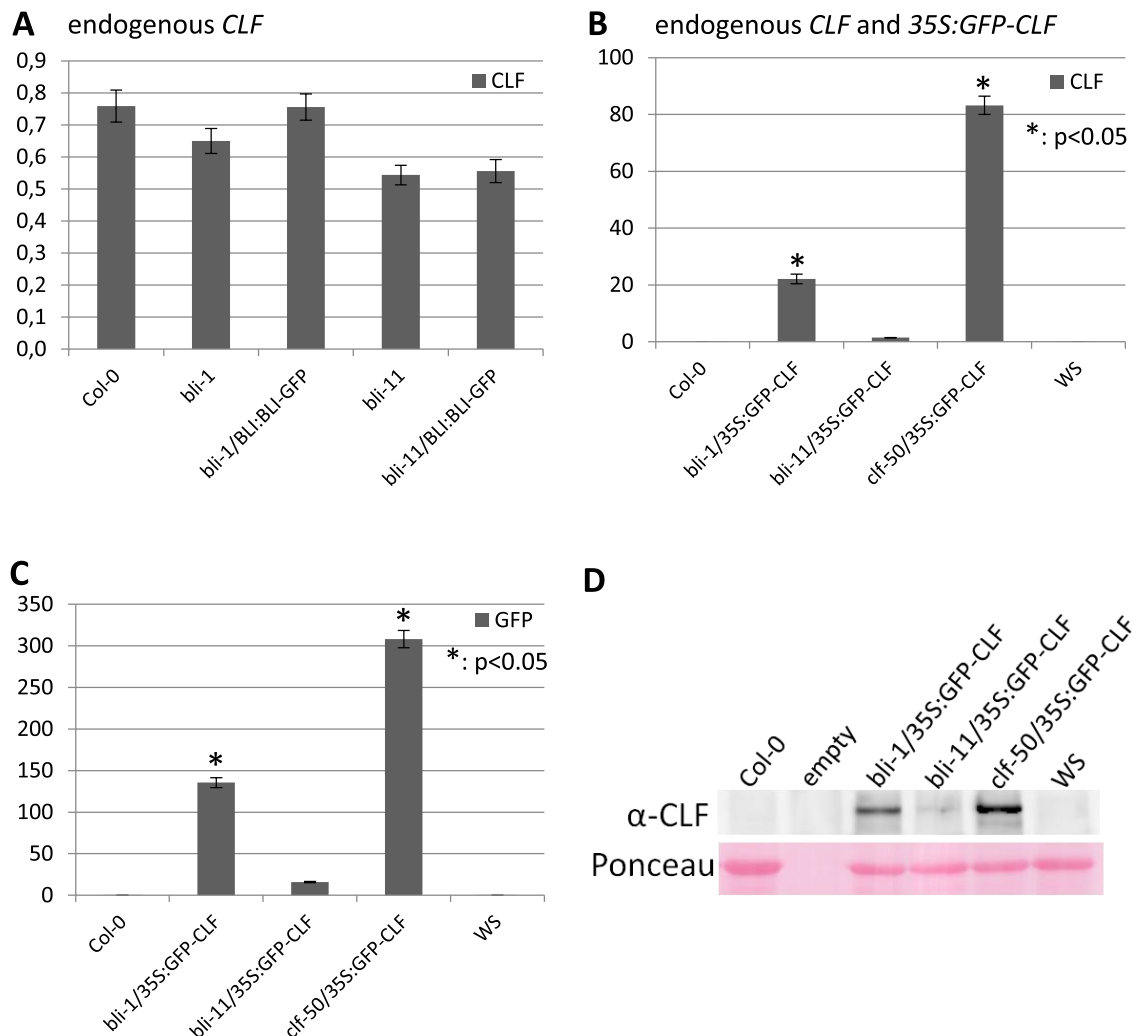 A endogenous CLF
0,9
0,8
0,7
0,6
0,5
0,4
0,3
0,2
0,1
0,0
CLF
Col-0
bli-1
bli-1/BLI:BLI-GFP
bli-11
bli-11/BLI:BLI-GFP
B endogenous CLF and 35S:GFP-CLF
100
80
60
40
20
0
CLF
*: p<0.05
*
*
Col-0
bli-1/35S:GFP-CLF
bli-11/35S:GFP-CLF
clf-50/35S:GFP-CLF
WS
C
350
300
250
200
150
100
50
0
GFP
*: p<0.05
*
*
Col-0
bli-1/35S:GFP-CLF
bli-11/35S:GFP-CLF
clf-50/35S:GFP-CLF
WS
D
Col-0
empty
bli-1/35S:GFP-CLF
bli-11/35S:GFP-CLF
clf-50/35S:GFP-CLF
WS
α-CLF
Ponceau